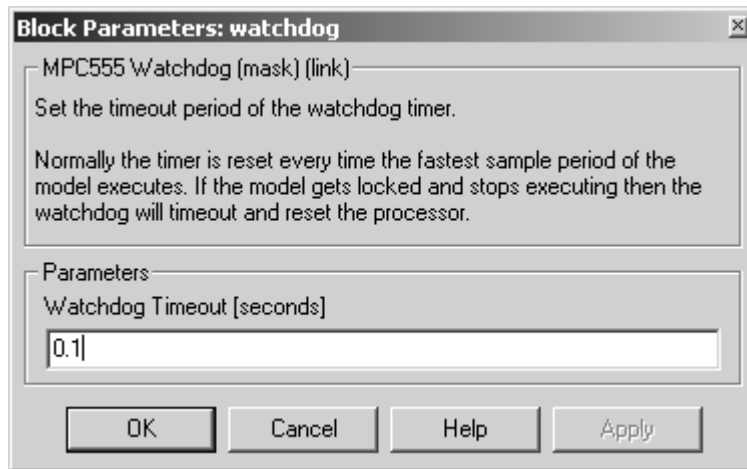 Block Parameters: watchdog
MPC555 Watchdog (mask) (link)
Set the timeout period of the watchdog timer.
Normally the timer is reset every time the fastest sample period of the
model executes. If the model gets locked and stops executing then the
watchdog will timeout and reset the processor.
Parameters
Watchdog Timeout [seconds]
0.1
OK Cancel Help Apply